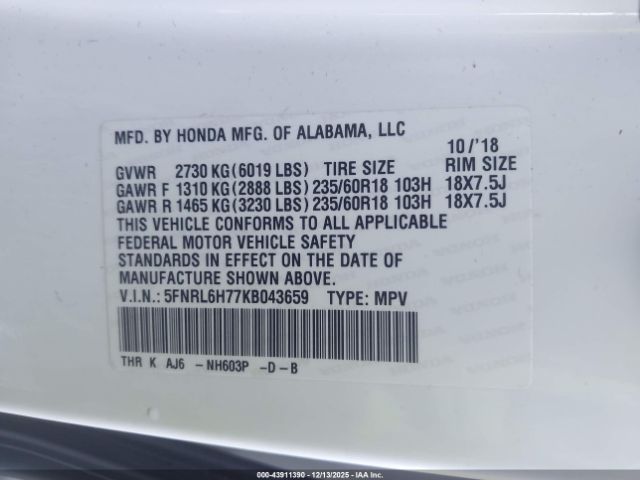 MFD. BY HONDA MFG. OF ALABAMA, LLC
10/'18
GVWR 2730 KG(6019 LBS) TIRE SIZE RIM SIZE
GAWR F 1310 KG (2888 LBS) 235/60R18 103H 18X7.5J
GAWR R 1465 KG (3230 LBS) 235/60R18 103H 18X7.5J
THIS VEHICLE CONFORMS TO ALL APPLICABLE
FEDERAL MOTOR VEHICLE SAFETY
STANDARDS IN EFFECT ON THE DATE OF
MANUFACTURE SHOWN ABOVE.
V.I.N.: 5FNRL6H77KB043659 TYPE: MPV
THR K AJ6 -NH603P -D-B
000-43911390 - 12/13/2025 - IAAI.COM